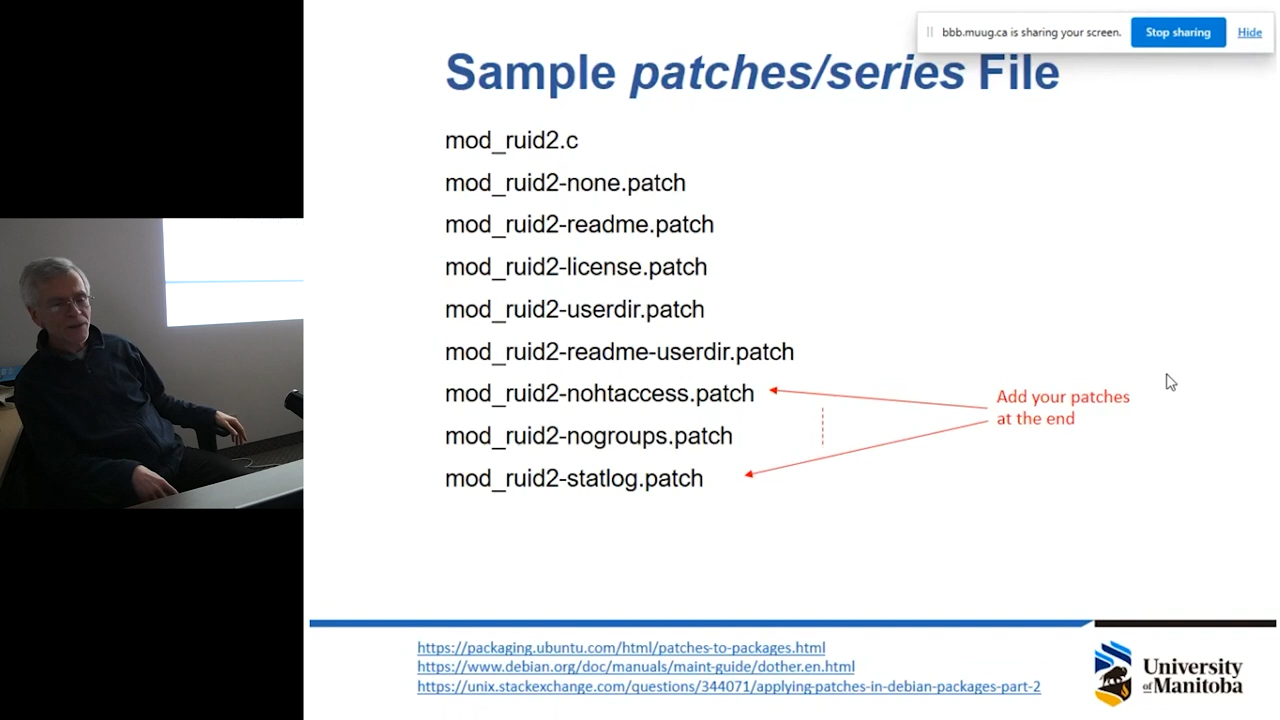 bbb.muug.ca is sharing your screen. Stop sharing Hide
Sample patches/series File
mod_ruid2.c
mod_ruid2-none.patch
mod_ruid2-readme.patch
mod_ruid2-license.patch
mod_ruid2-userdir.patch
mod_ruid2-readme-userdir.patch
mod_ruid2-nohtaccess.patch
mod_ruid2-nogroups.patch
mod_ruid2-statlog.patch
Add your patches
at the end
https://packaging.ubuntu.com/html/patches-to-packages.html
https://www.debian.org/doc/manuals/maint-guide/dother.en.html
https://unix.stackexchange.com/questions/344071/applying-patches-in-debian-packages-part-2
University
of Manitoba